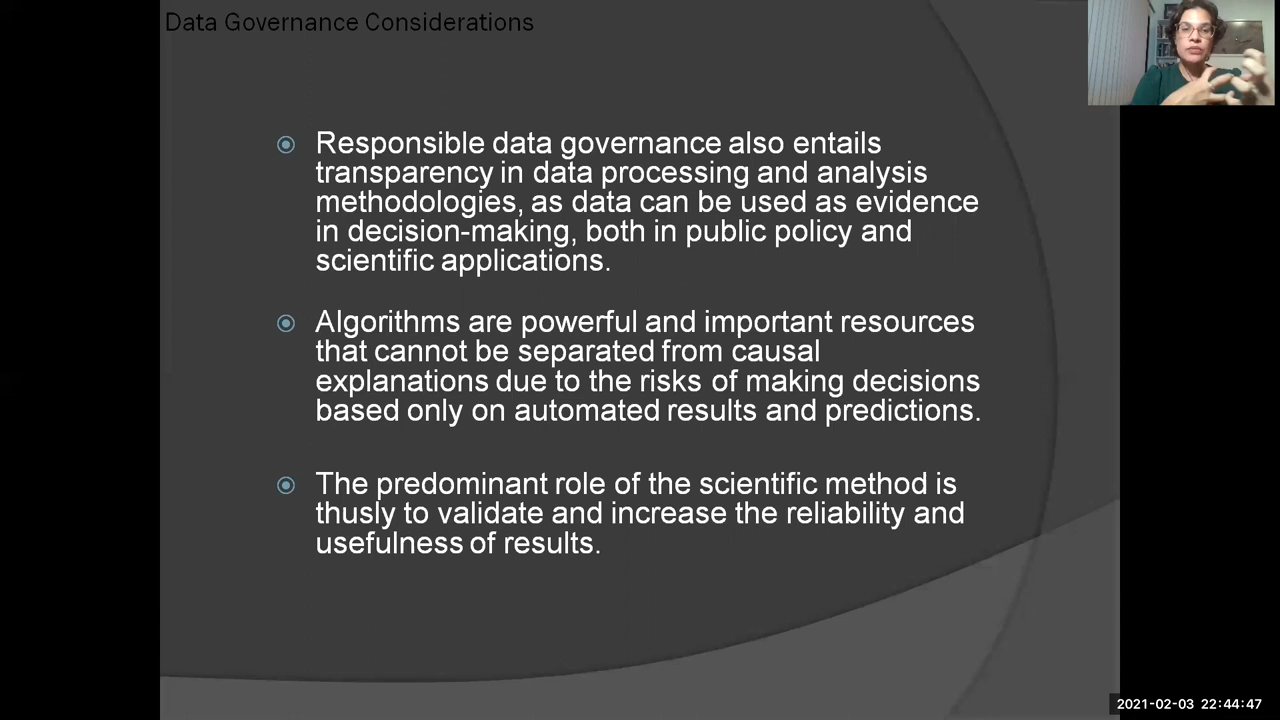 Data Governance Considerations
Responsible data governance also entails
transparency in data processing and analysis
methodologies, as data can be used as evidence
in decision-making, both in public policy and
scientific applications.
Algorithms are powerful and important resources
that cannot be separated from causal
explanations due to the risks of making decisions
based only on automated results and predictions.
The predominant role of the scientific method is
thusly to validate and increase the reliability and
usefulness of results.
2021-02-03 22:44:47